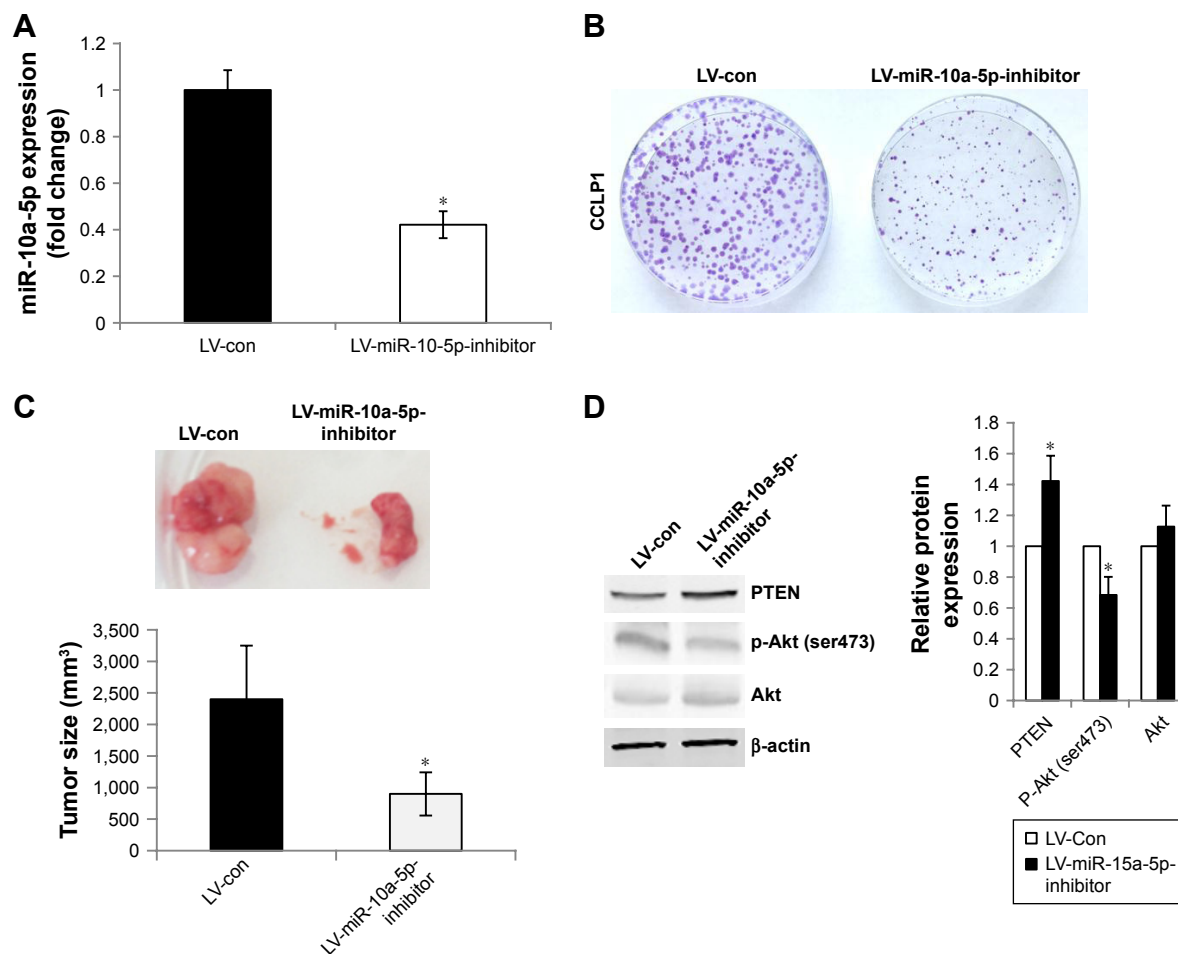 A
miR-10a-5p expression
(fold change)
1.2
1
0.8
0.6
0.4
0.2
0
*
LV-con
LV-miR-10-5p-inhibitor
B
LV-con
LV-miR-10a-5p-inhibitor
CCLP1
C
LV-con
LV-miR-10a-5p-
inhibitor
Tumor size (mm³)
3,500
3,000
2,500
2,000
1,500
1,000
500
0
*
LV-con
LV-miR-10a-5p-
inhibitor
D
LV-con
LV-miR-10a-5p-
inhibitor
PTEN
p-Akt (ser473)
Akt
β-actin
Relative protein
expression
1.8
1.6
1.4
1.2
1.0
0.8
0.6
0.4
0.2
0
*
*
PTEN
P-Akt (ser473)
Akt
LV-Con
LV-miR-15a-5p-
inhibitor